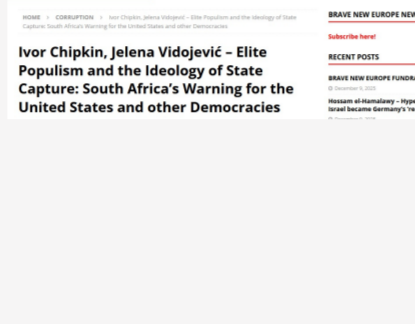 HOME > CORRUPTION > Ivor Chipkin, Jelena Vidojević – Elite Populism and the Ideology of State
Capture: South Africa's Warning for the United States and other Democracies
Ivor Chipkin, Jelena Vidojević – Elite
Populism and the Ideology of State
Capture: South Africa's Warning for the
United States and other Democracies
BRAVE NEW EUROPE NEW
Subscribe here!
RECENT POSTS
BRAVE NEW EUROPE FUNDRA
December 9, 2025
Hossam el-Hamalawy – Hype
Israel became Germany's 're